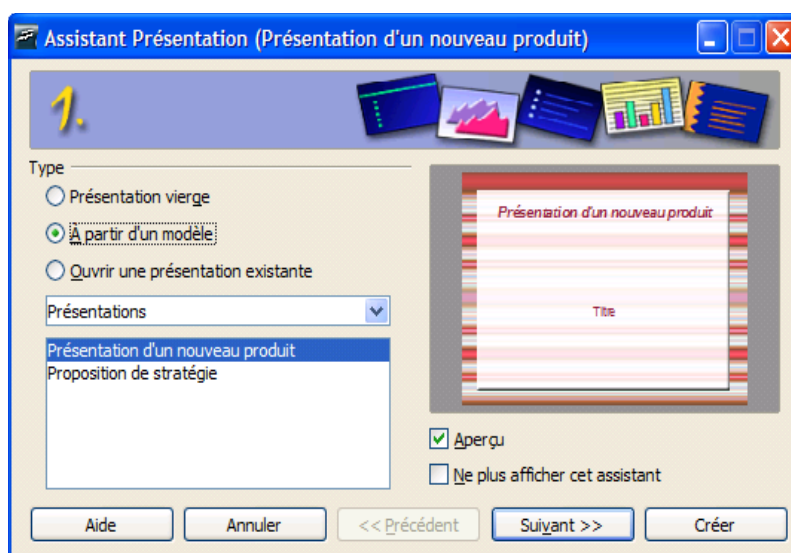 Assistant Présentation (Présentation d'un nouveau produit)
1.
Type
Présentation vierge
À partir d'un modèle
Ouvrir une présentation existante
Présentations
Présentation d'un nouveau produit
Proposition de stratégie
Présentation d'un nouveau produit
Titre
Aperçu
Ne plus afficher cet assistant
Aide
Annuler
<< Précédent
Suivant >>
Créer